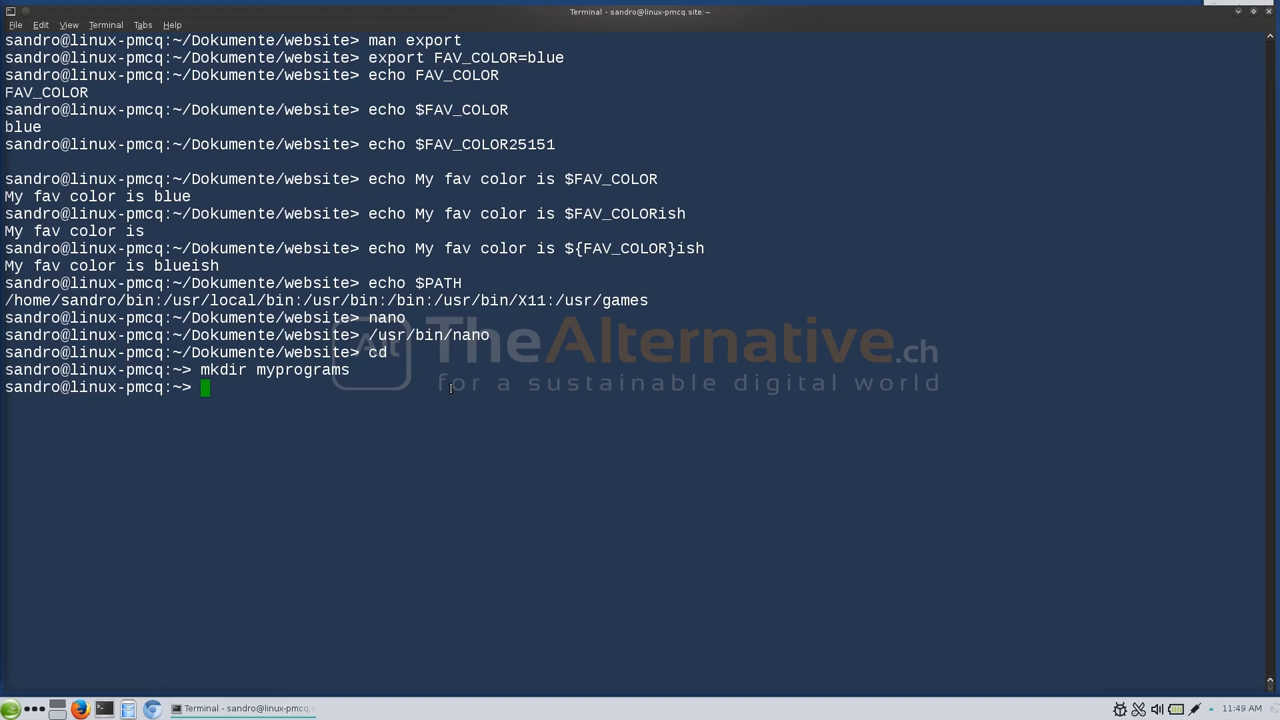 Terminal - sandro@linux-pmcq.site:~
File Edit View Terminal Tabs Help
sandro@linux-pmcq:~/Dokumente/website> man export
sandro@linux-pmcq:~/Dokumente/website> export FAV_COLOR=blue
sandro@linux-pmcq:~/Dokumente/website> echo FAV_COLOR
FAV_COLOR
sandro@linux-pmcq:~/Dokumente/website> echo $FAV_COLOR
blue
sandro@linux-pmcq:~/Dokumente/website> echo $FAV_COLOR25151
sandro@linux-pmcq:~/Dokumente/website> echo My fav color is $FAV_COLOR
My fav color is blue
sandro@linux-pmcq:~/Dokumente/website> echo My fav color is $FAV_COLORish
My fav color is
sandro@linux-pmcq:~/Dokumente/website> echo My fav color is ${FAV_COLOR}ish
My fav color is blueish
sandro@linux-pmcq:~/Dokumente/website> echo $PATH
/home/sandro/bin:/usr/local/bin:/usr/bin:/bin:/usr/bin/X11:/usr/games
sandro@linux-pmcq:~/Dokumente/website> nano
sandro@linux-pmcq:~/Dokumente/website> /usr/bin/nano
sandro@linux-pmcq:~/Dokumente/website> cd
sandro@linux-pmcq:~> mkdir myprograms
sandro@linux-pmcq:~>
Alt
TheAlternative.ch
for a sustainable digital world
Terminal - sandro@linux-pmcq.
11:49 AM